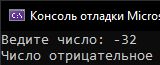 Консоль отладки Micros
Ведите число: -32
Число отрицательное